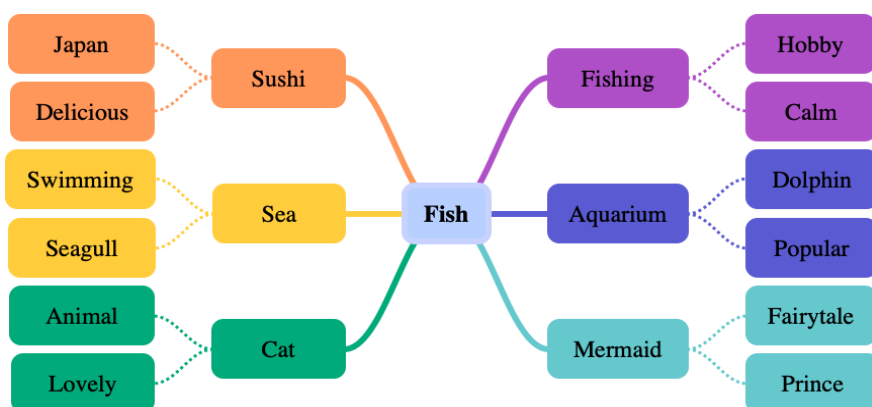 Japan
Delicious
Sushi
Swimming
Seagull
Sea
Animal
Lovely
Cat
Fish
Fishing
Hobby
Calm
Aquarium
Dolphin
Popular
Mermaid
Fairytale
Prince